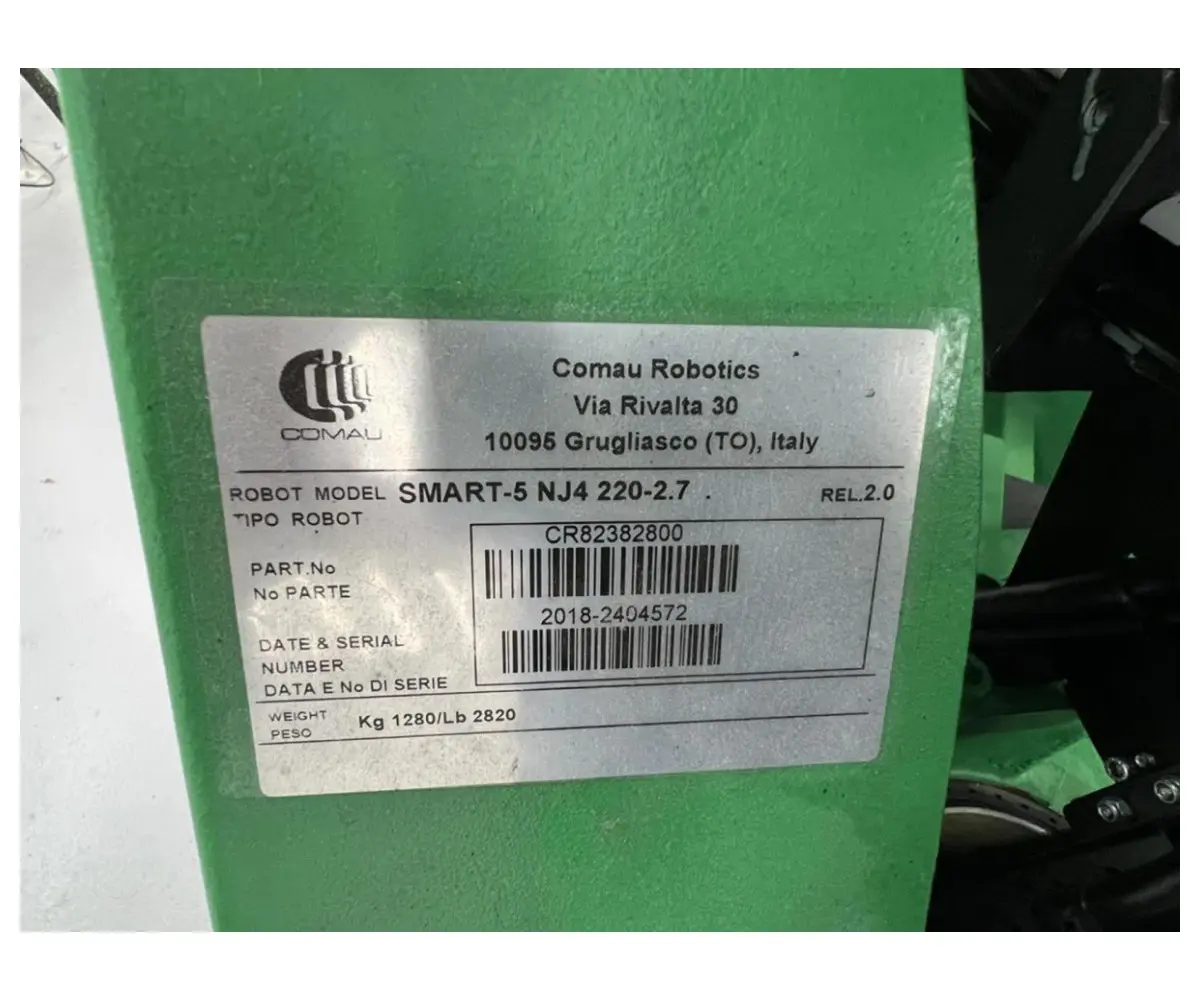 COMAU
Comau Robotics
Via Rivalta 30
10095 Grugliasco (TO), Italy
ROBOT MODEL SMART-5 NJ4 220-2.7 . REL.2.0
TIPO ROBOT
CR82382800
PART.No
No PARTE
2018-2404572
DATE & SERIAL
NUMBER
DATA E No DI SERIE
WEIGHT
PESO
Kg 1280/Lb 2820